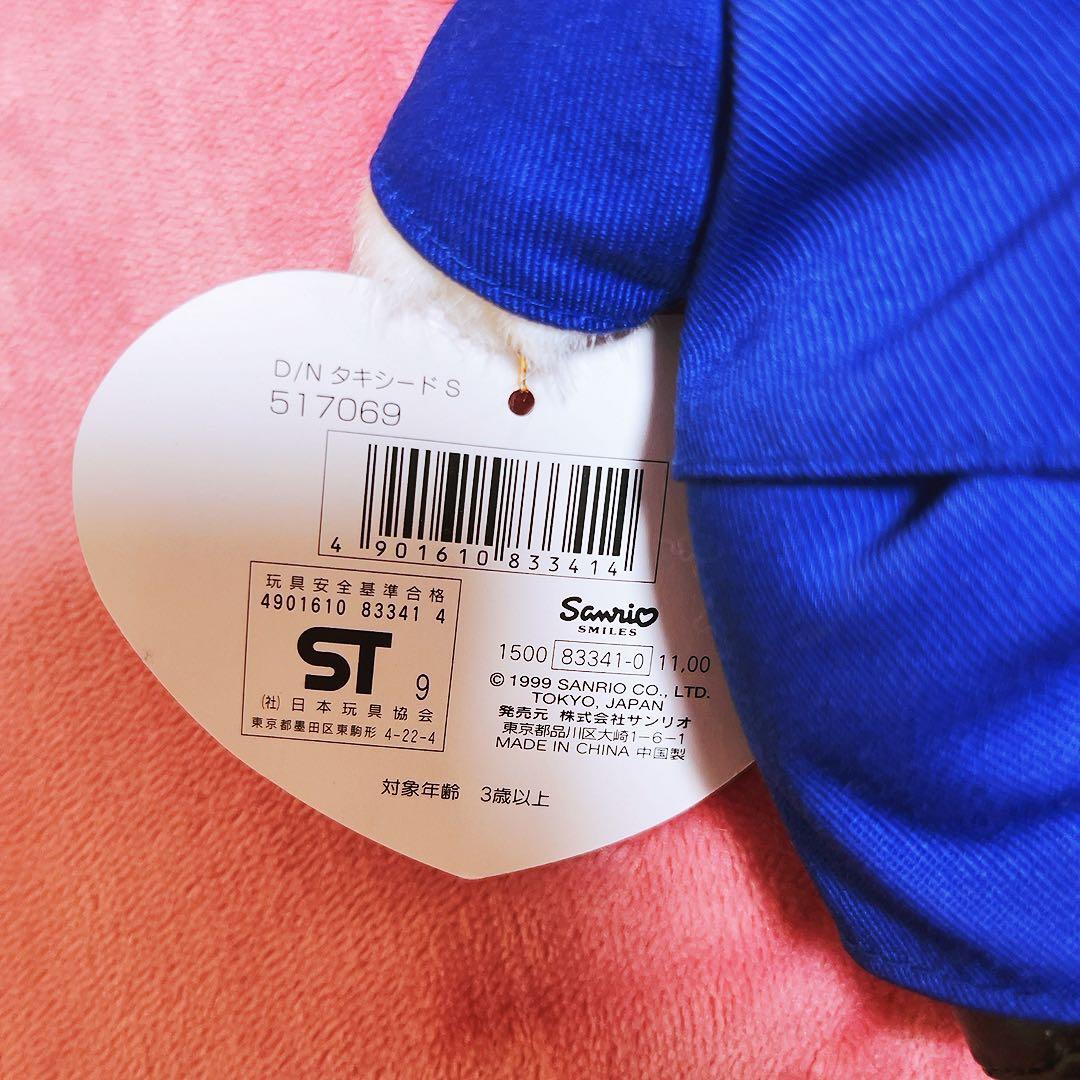 D/N タキシード S
517069
4 901610 833414
玩具安全基準合格
4901610 83341 4
ST 9
(社) 日本玩具協会
東京都墨田区東駒形 4-22-4
Sanrio
SMILES
1500 83341-0 11,00
© 1999 SANRIO CO., LTD.
TOKYO, JAPAN
発売元 株式会社サンリオ
東京都品川区大崎1-6-1
MADE IN CHINA 中国製
対象年齢 3歳以上